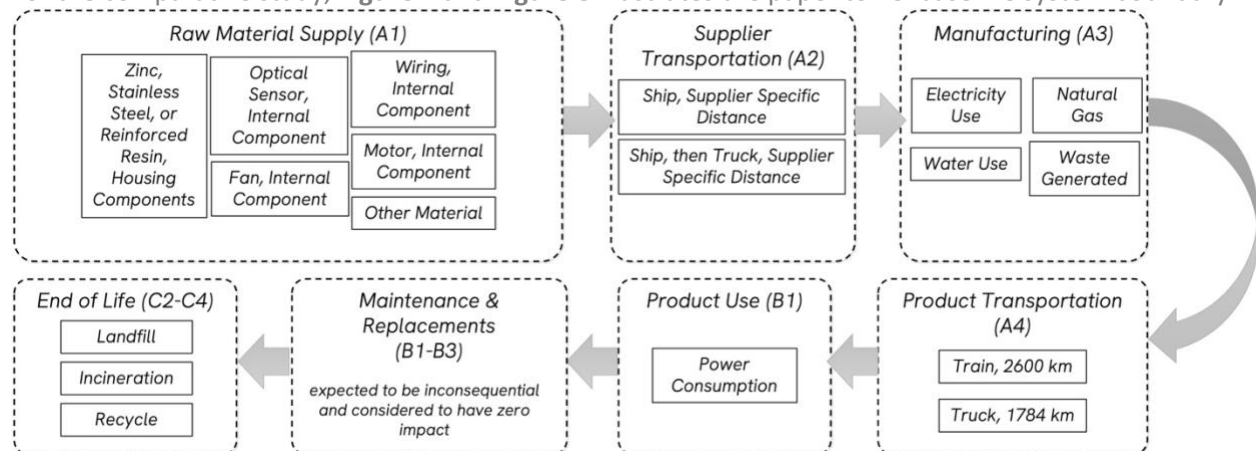 Raw Material Supply (A1)
Zinc,
Stainless
Steel, or
Reinforced
Resin,
Housing
Components
Optical
Sensor,
Internal
Component
Fan, Internal
Component
Wiring,
Internal
Component
Motor, Internal
Component
Other Material
Supplier
Transportation (A2)
Ship, Supplier Specific
Distance
Ship, then Truck, Supplier
Specific Distance
Manufacturing (A3)
Electricity
Use
Natural
Gas
Water Use
Waste
Generated
End of Life (C2-C4)
Landfill
Incineration
Recycle
Maintenance &
Replacements
(B1-B3)
expected to be inconsequential
and considered to have zero
impact
Product Use (B1)
Power
Consumption
Product Transportation
(A4)
Train, 2600 km
Truck, 1784 km